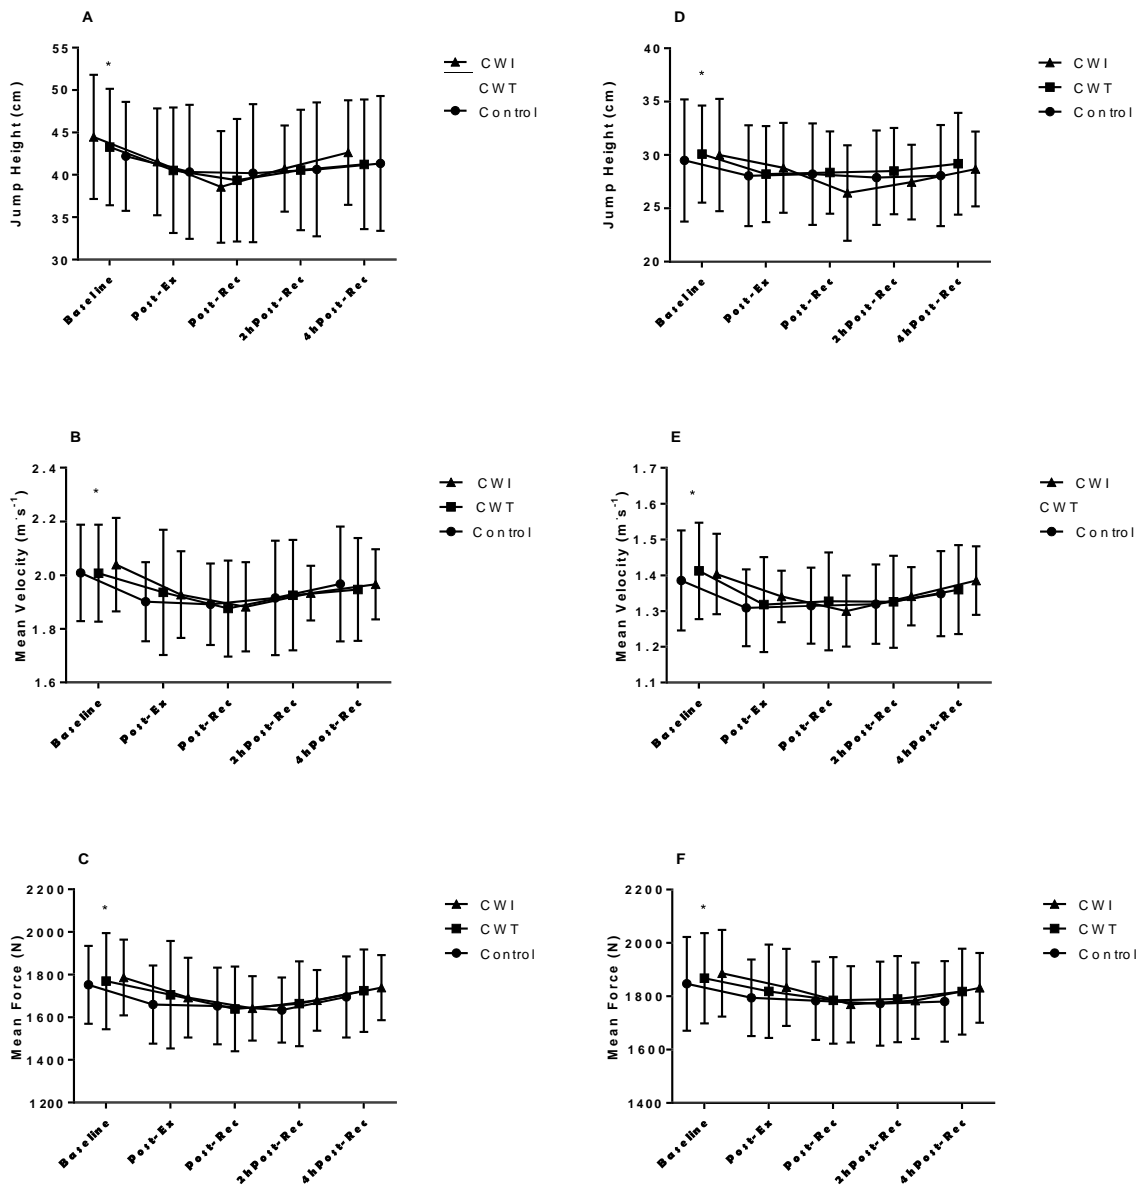 A
Jump Height (cm)
55
50
45
40
35
30
*
Baseline
Post-Ex
Post-Rec
2hPost-Rec
4hPost-Rec
CWI
CWT
Control
D
Jump Height (cm)
40
35
30
25
20
*
Baseline
Post-Ex
Post-Rec
2hPost-Rec
4hPost-Rec
CWI
CWT
Control
B
Mean Velocity (m·s⁻¹)
2.4
2.2
2.0
1.8
1.6
*
Baseline
Post-Ex
Post-Rec
2hPost-Rec
4hPost-Rec
CWI
CWT
Control
E
Mean Velocity (m·s⁻¹)
1.7
1.6
1.5
1.4
1.3
1.2
1.1
*
Baseline
Post-Ex
Post-Rec
2hPost-Rec
4hPost-Rec
CWI
CWT
Control
C
Mean Force (N)
2200
2000
1800
1600
1400
1200
*
Baseline
Post-Ex
Post-Rec
2hPost-Rec
4hPost-Rec
CWI
CWT
Control
F
Mean Force (N)
2200
2000
1800
1600
1400
*
Baseline
Post-Ex
Post-Rec
2hPost-Rec
4hPost-Rec
CWI
CWT
Control